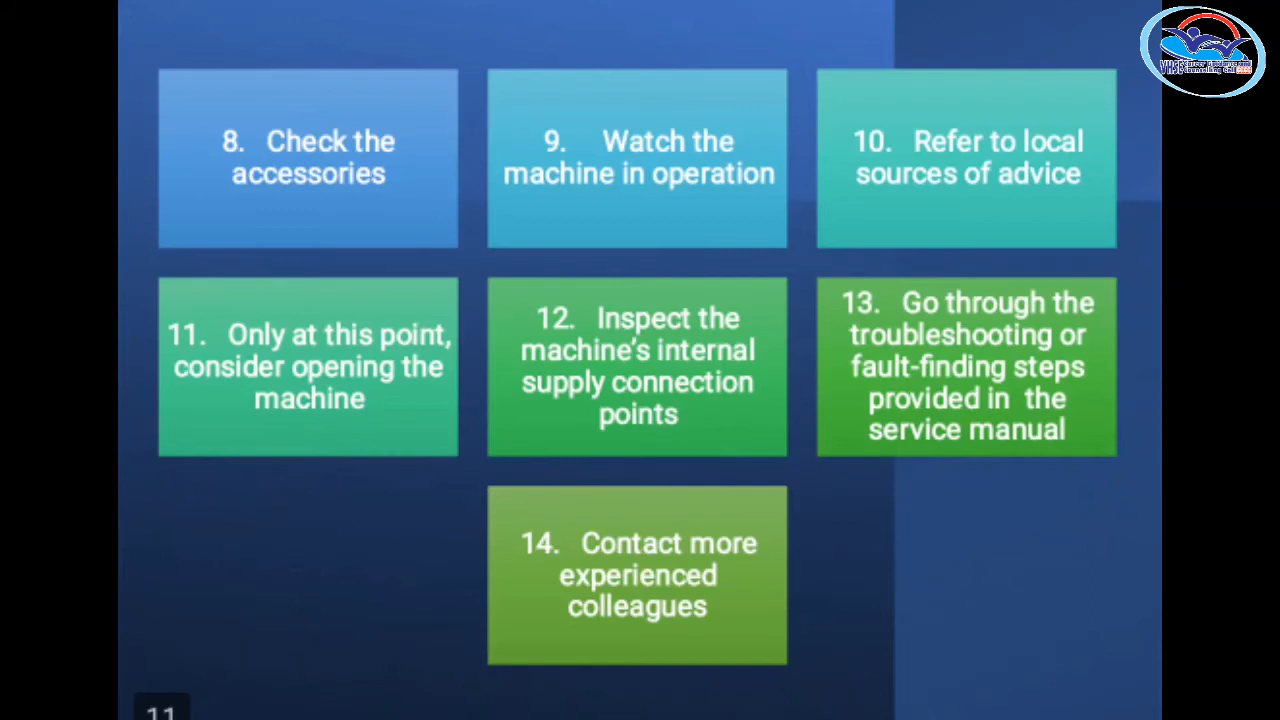 8. Check the
accessories
9. Watch the
machine in operation
10. Refer to local
sources of advice
11. Only at this point,
consider opening the
machine
12. Inspect the
machine's internal
supply connection
points
13. Go through the
troubleshooting or
fault-finding steps
provided in the
service manual
14. Contact more
experienced
colleagues
11
VHSE